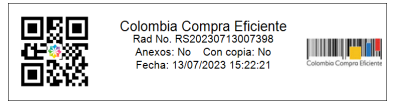 Colombia Compra Eficiente
Rad No. RS20230713007398
Anexos: No Con copia: No
Fecha: 13/07/2023 15:22:21
Colombia Compra Eficiente